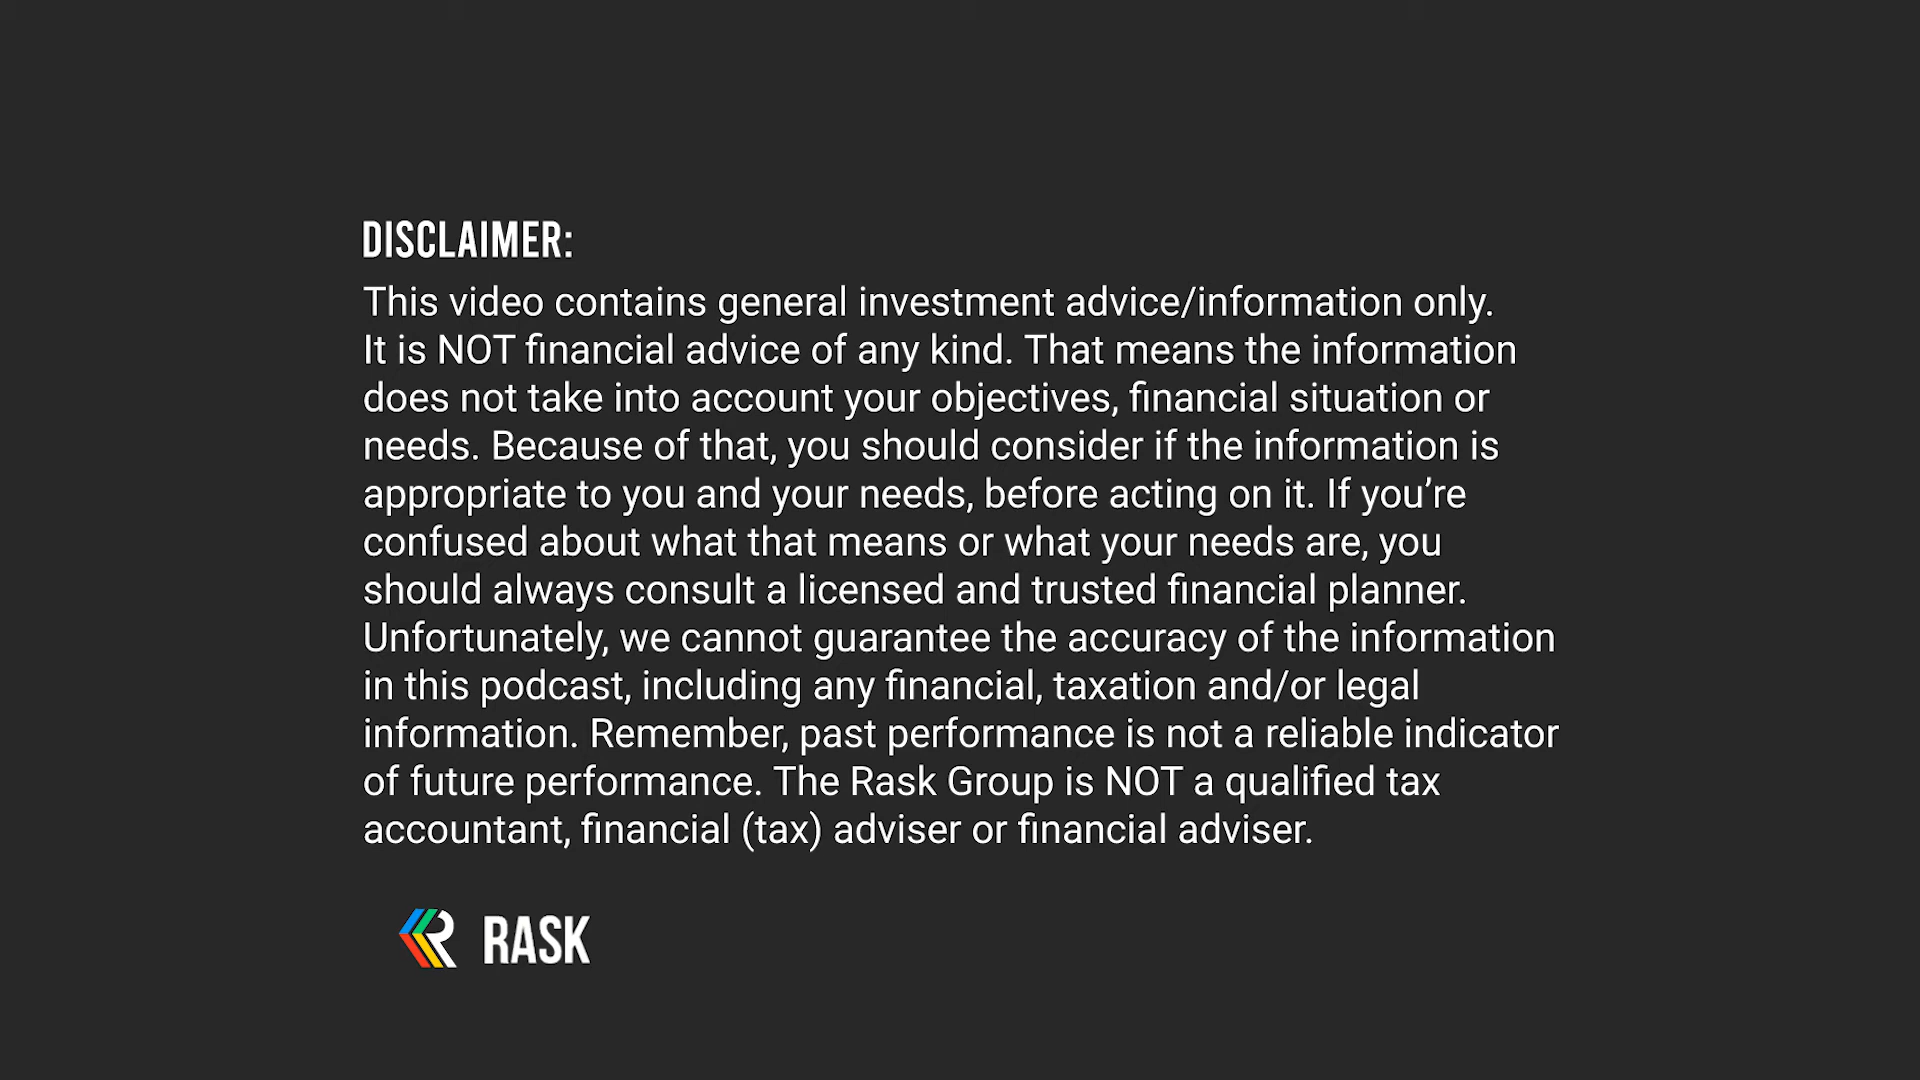 DISCLAIMER:
This video contains general investment advice/information only.
It is NOT financial advice of any kind. That means the information
does not take into account your objectives, financial situation or
needs. Because of that, you should consider if the information is
appropriate to you and your needs, before acting on it. If you’re
confused about what that means or what your needs are, you
should always consult a licensed and trusted financial planner.
Unfortunately, we cannot guarantee the accuracy of the information
in this podcast, including any financial, taxation and/or legal
information. Remember, past performance is not a reliable indicator
of future performance. The Rask Group is NOT a qualified tax
accountant, financial (tax) adviser or financial adviser.
RASK